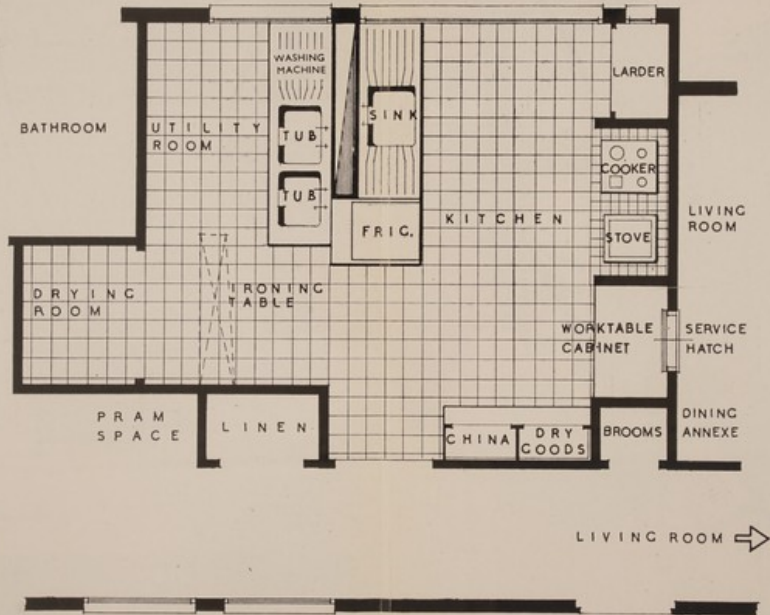 BATHROOM
UTILITY
ROOM
WASHING
MACHINE
TUB
TUB
SINK
FRIG.
KITCHEN
LARDER
COOKER
STOVE
LIVING
ROOM
DRYING
ROOM
IRONING
TABLE
WORKTABLE
CABINET
SERVICE
HATCH
PRAM
SPACE
LINEN
CHINA
DRY
GOODS
BROOMS
DINING
ANNEXE
LIVING ROOM